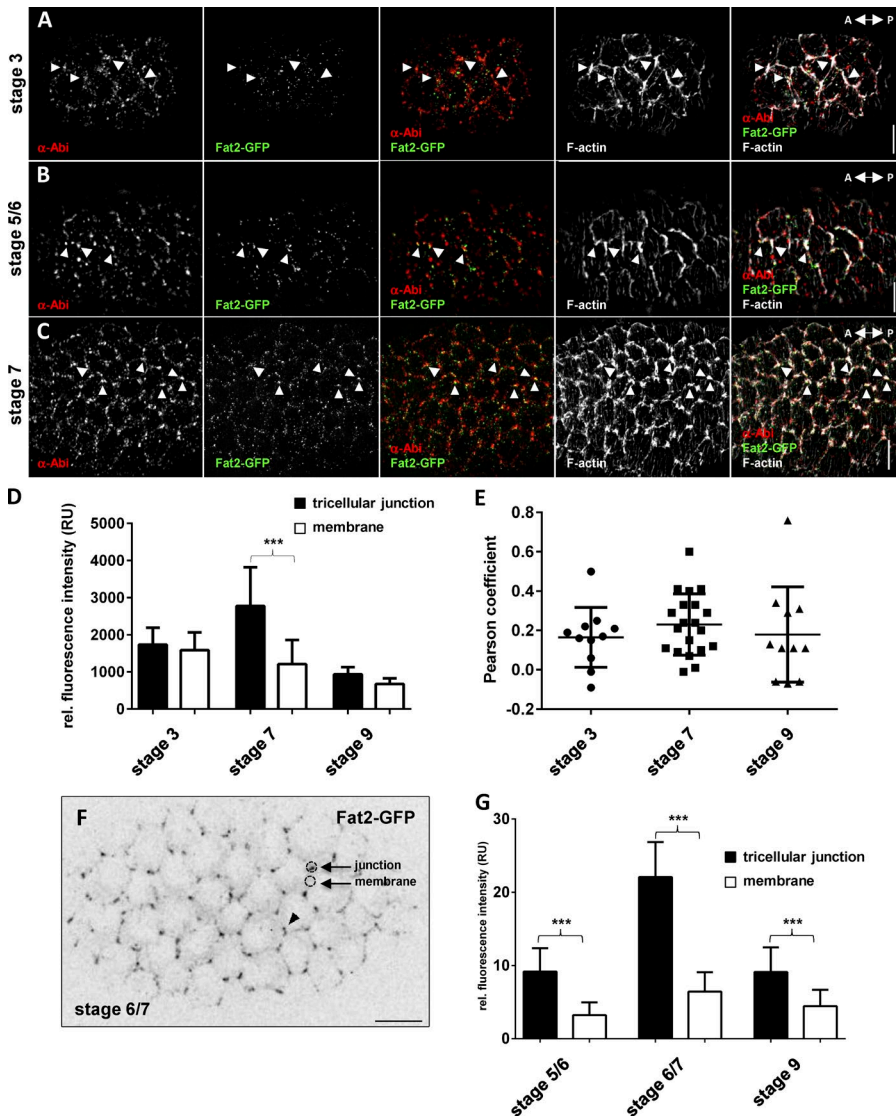 A
stage 3
α-Abi
Fat2-GFP
α-Abi
Fat2-GFP
F-actin
A P
α-Abi
Fat2-GFP
F-actin
B
stage 5/6
α-Abi
Fat2-GFP
α-Abi
Fat2-GFP
F-actin
A P
α-Abi
Fat2-GFP
F-actin
C
stage 7
α-Abi
Fat2-GFP
α-Abi
Fat2-GFP
F-actin
A P
α-Abi
Fat2-GFP
F-actin
D
tricellular junction
membrane
rel. fluorescence intensity (RU)
5000
4000
3000
2000
1000
0
***
stage 3
stage 7
stage 9
E
Pearson coefficient
0.8
0.6
0.4
0.2
0.0
-0.2
stage 3
stage 7
stage 9
F
Fat2-GFP
junction
membrane
stage 6/7
G
rel. fluorescence intensity (RU)
30
20
10
0
***
***
***
tricellular junction
membrane
stage 5/6
stage 6/7
stage 9